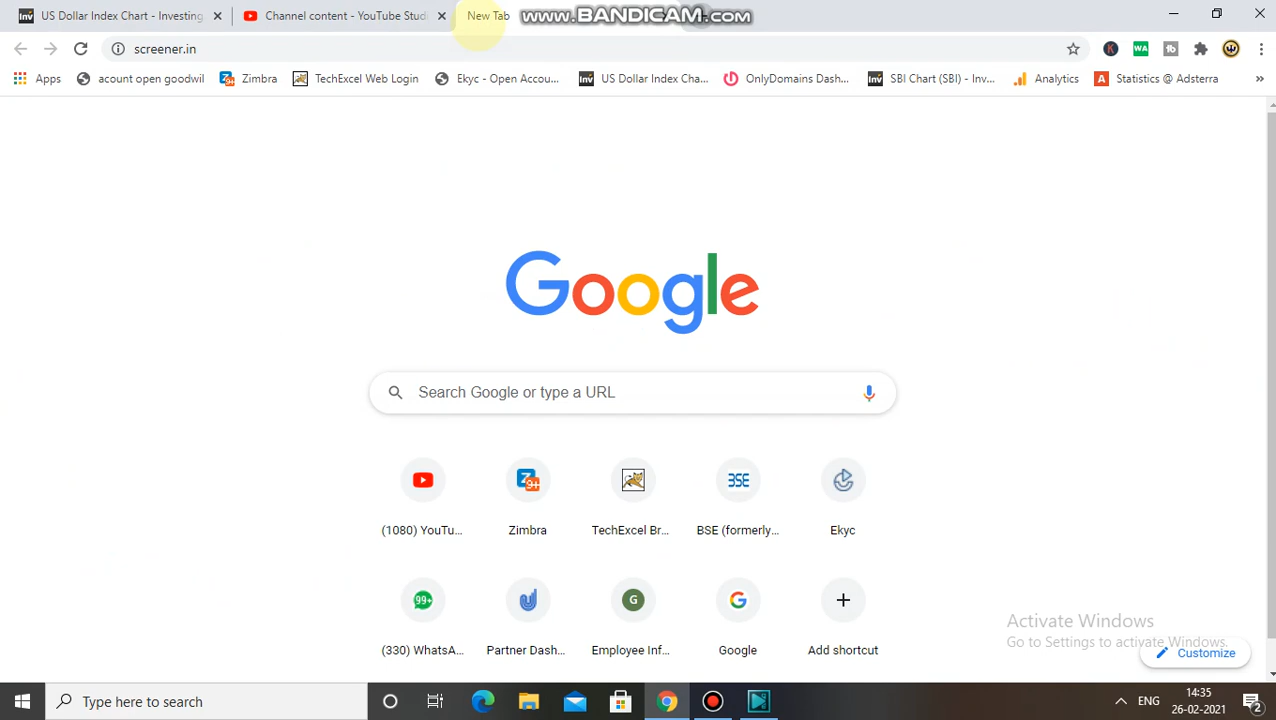 US Dollar Index Chart - Investing
Channel content - YouTube Studi
New Tab
www.BANDICAM.com
screener.in
Apps
acount open goodwil
Zimbra
TechExcel Web Login
Ekyc - Open Accou...
US Dollar Index Cha...
OnlyDomains Dash...
SBI Chart (SBI) - Inv...
Analytics
Statistics @ Adsterra
Google
Search Google or type a URL
(1080) YouTu...
Zimbra
TechExcel Br...
BSE (formerly...
Ekyc
(330) WhatsA...
Partner Dash...
Employee Inf...
Google
Add shortcut
Activate Windows
Go to Settings to activate Windows.
Customize
Type here to search
ENG
14:35
26-02-2021